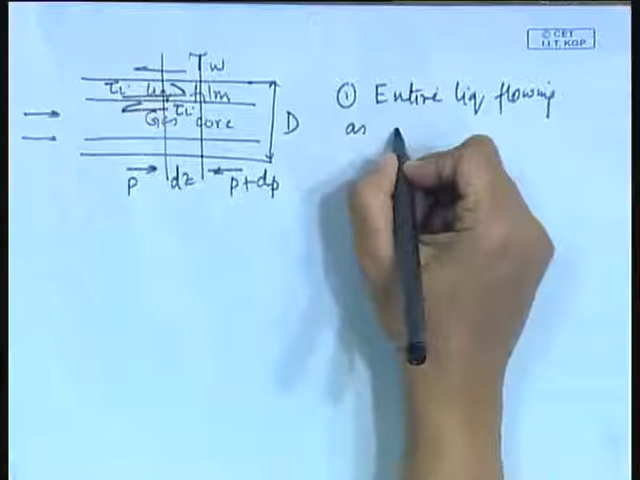 © CET
I.I.T. KGP
τw
τi liq film
τi
Gas core
D
p dz p+dp
① Entire liq flowing
as